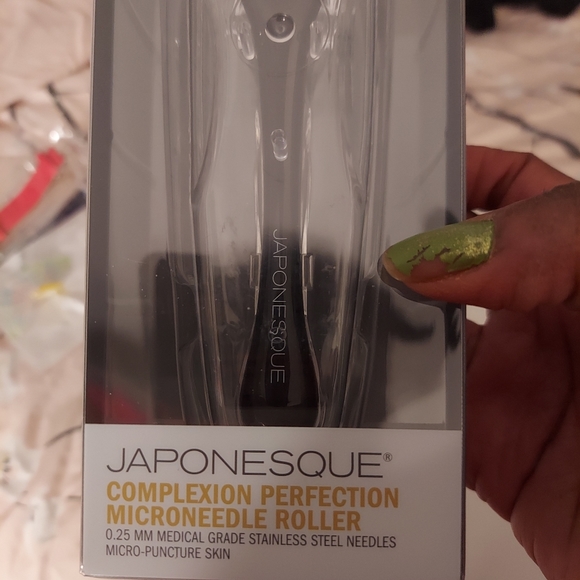 JAPONESQUE
JAPONESQUE®
COMPLEXION PERFECTION
MICRONEEDLE ROLLER
0.25 MM MEDICAL GRADE STAINLESS STEEL NEEDLES
MICRO-PUNCTURE SKIN